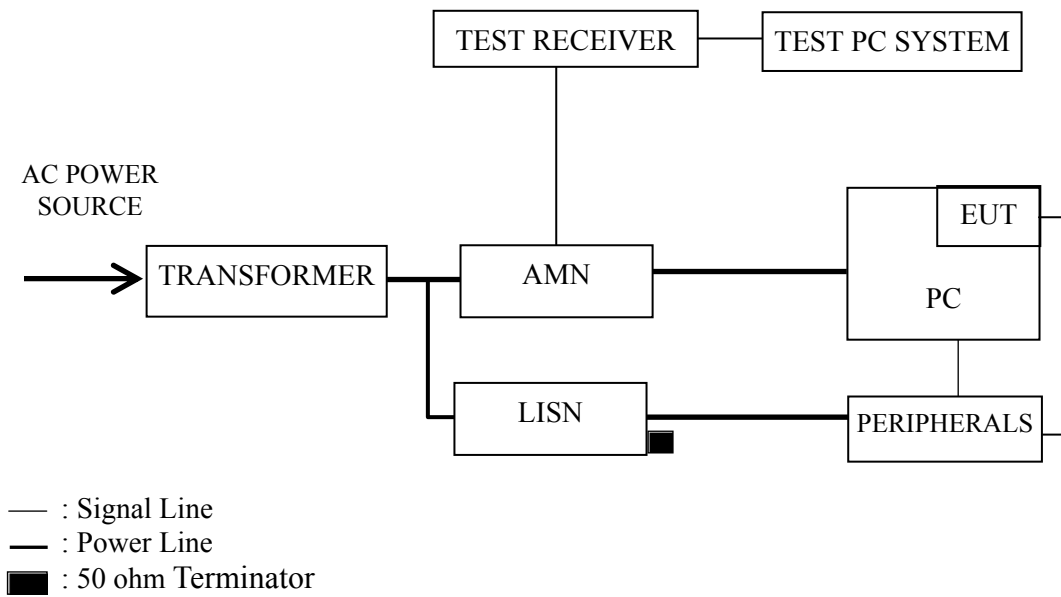 TEST RECEIVER
TEST PC SYSTEM
AC POWER
SOURCE
EUT
TRANSFORMER
AMN
PC
LISN
PERIPHERALS
: Signal Line
: Power Line
: 50 ohm Terminator